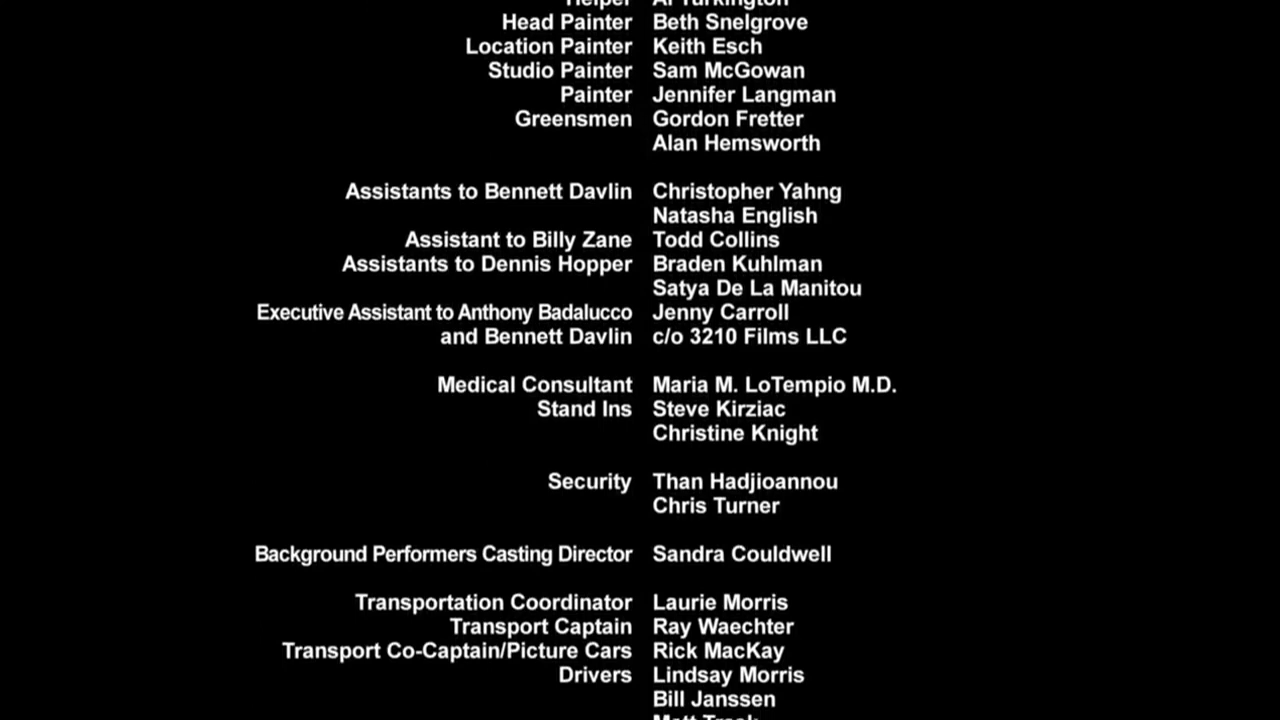 Helper Al Turkington
Head Painter Beth Snelgrove
Location Painter Keith Esch
Studio Painter Sam McGowan
Painter Jennifer Langman
Greensmen Gordon Fretter
Alan Hemsworth
Assistants to Bennett Davlin Christopher Yahng
Natasha English
Assistant to Billy Zane Todd Collins
Assistants to Dennis Hopper Braden Kuhlman
Satya De La Manitou
Executive Assistant to Anthony Badalucco Jenny Carroll
and Bennett Davlin c/o 3210 Films LLC
Medical Consultant Maria M. LoTempio M.D.
Stand Ins Steve Kirziac
Christine Knight
Security Than Hadjioannou
Chris Turner
Background Performers Casting Director Sandra Couldwell
Transportation Coordinator Laurie Morris
Transport Captain Ray Waechter
Transport Co-Captain/Picture Cars Rick MacKay
Drivers Lindsay Morris
Bill Janssen
Matt